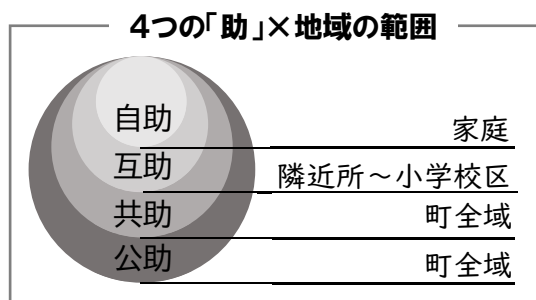 4つの「助」×地域の範囲
自助 家庭
互助 隣近所～小学校区
共助 町全域
公助 町全域